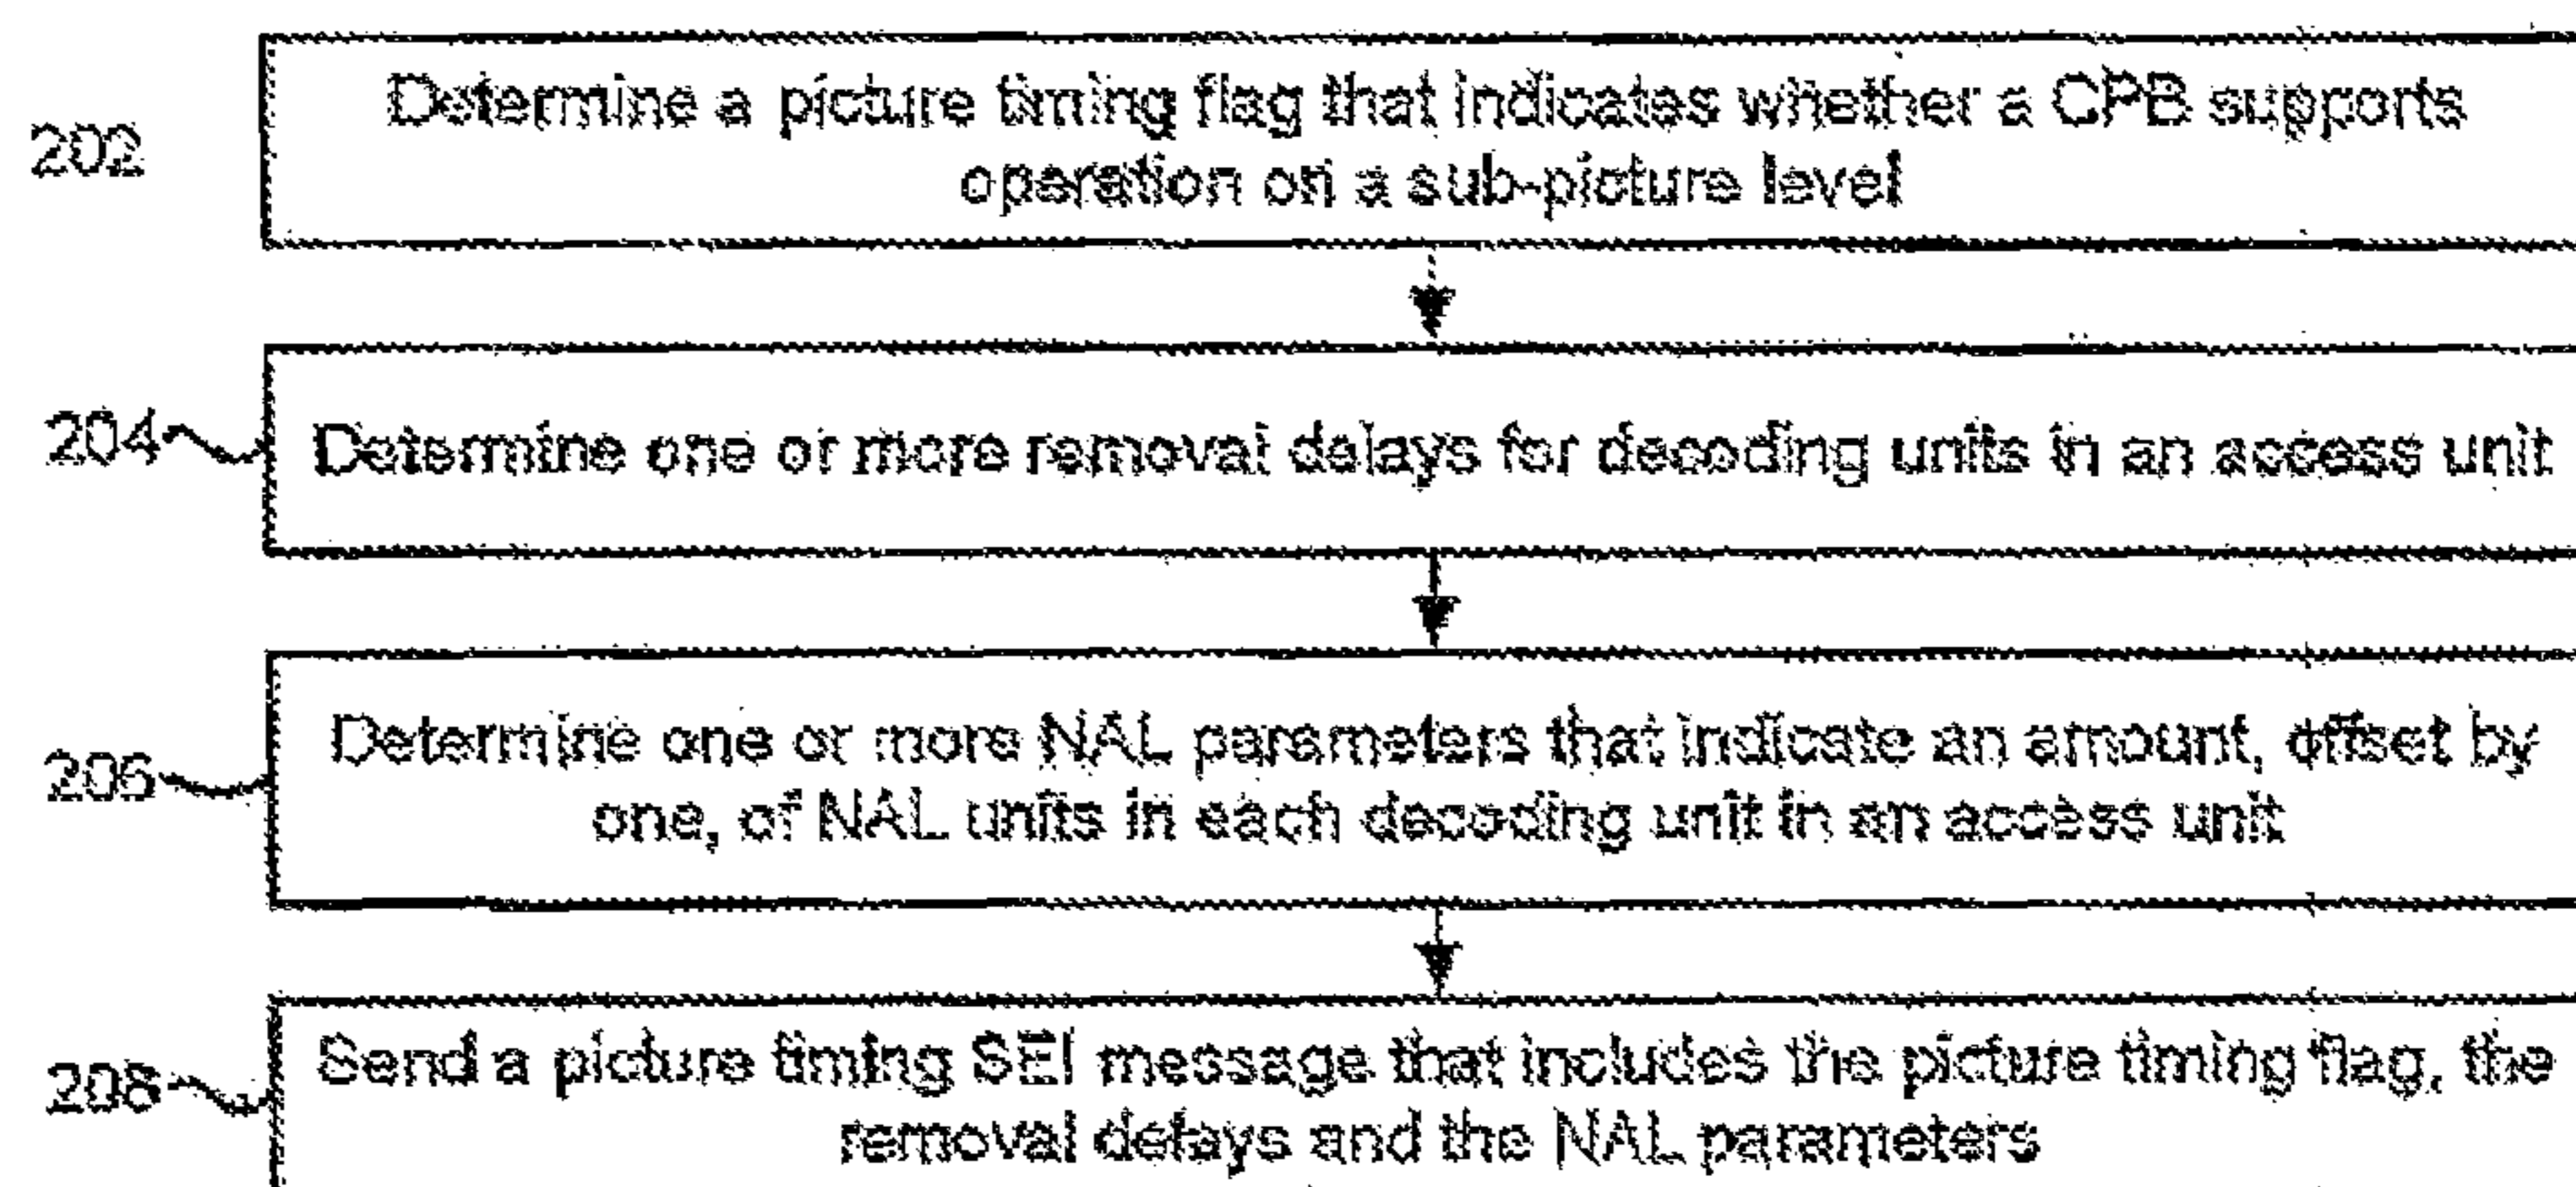 202
Determine a picture timing flag that indicates whether a CPB supports
operation on a sub-picture level
204
Determine one or more removal delays for decoding units in an access unit
206
Determine one or more NAL parameters that indicate an amount, offset by
one, of NAL units in each decoding unit in an access unit
208
Send a picture timing SEI message that includes the picture timing flag, the
removal delays and the NAL parameters